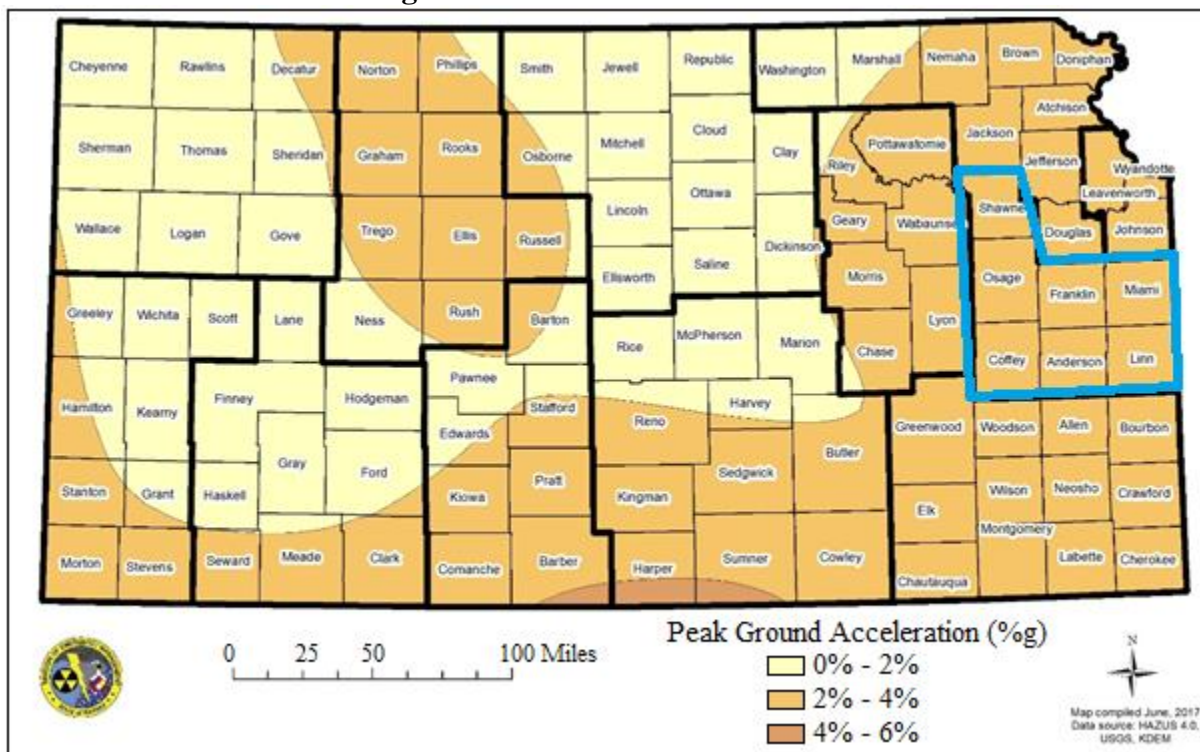 Cheyenne
Rawlins
Decatur
Norton
Phillips
Smith
Jewell
Republic
Washington
Marshall
Nemaha
Brown
Doniphan
Atchison
Sherman
Thomas
Sheridan
Graham
Rooks
Osborne
Mitchell
Cloud
Clay
Riley
Pottawatomie
Jackson
Jefferson
Wyandotte
Leavenworth
Wallace
Logan
Gove
Trego
Ellis
Russell
Lincoln
Ottawa
Dickinson
Geary
Wabaunse
Shawne
Douglas
Johnson
Ellsworth
Saline
Morris
Osage
Franklin
Miami
Greeley
Wichita
Scott
Lane
Ness
Rush
Barton
Rice
McPherson
Marion
Chase
Lyon
Coffey
Anderson
Linn
Hamilton
Kearny
Finney
Hodgeman
Pawnee
Stafford
Edwards
Reno
Harvey
Butler
Greenwood
Woodson
Allen
Bourbon
Stanton
Grant
Haskell
Gray
Ford
Kiowa
Pratt
Kingman
Sedgwick
Elk
Wilson
Neosho
Crawford
Montgomery
Morton
Stevens
Seward
Meade
Clark
Comanche
Barber
Harper
Sumner
Cowley
Chautauqua
Labette
Cherokee
Peak Ground Acceleration (%g)
0% - 2%
2% - 4%
4% - 6%
0 25 50 100 Miles
N
Map compiled June, 2017
Data source: HAZUS 4.0,
USGS, KDEM